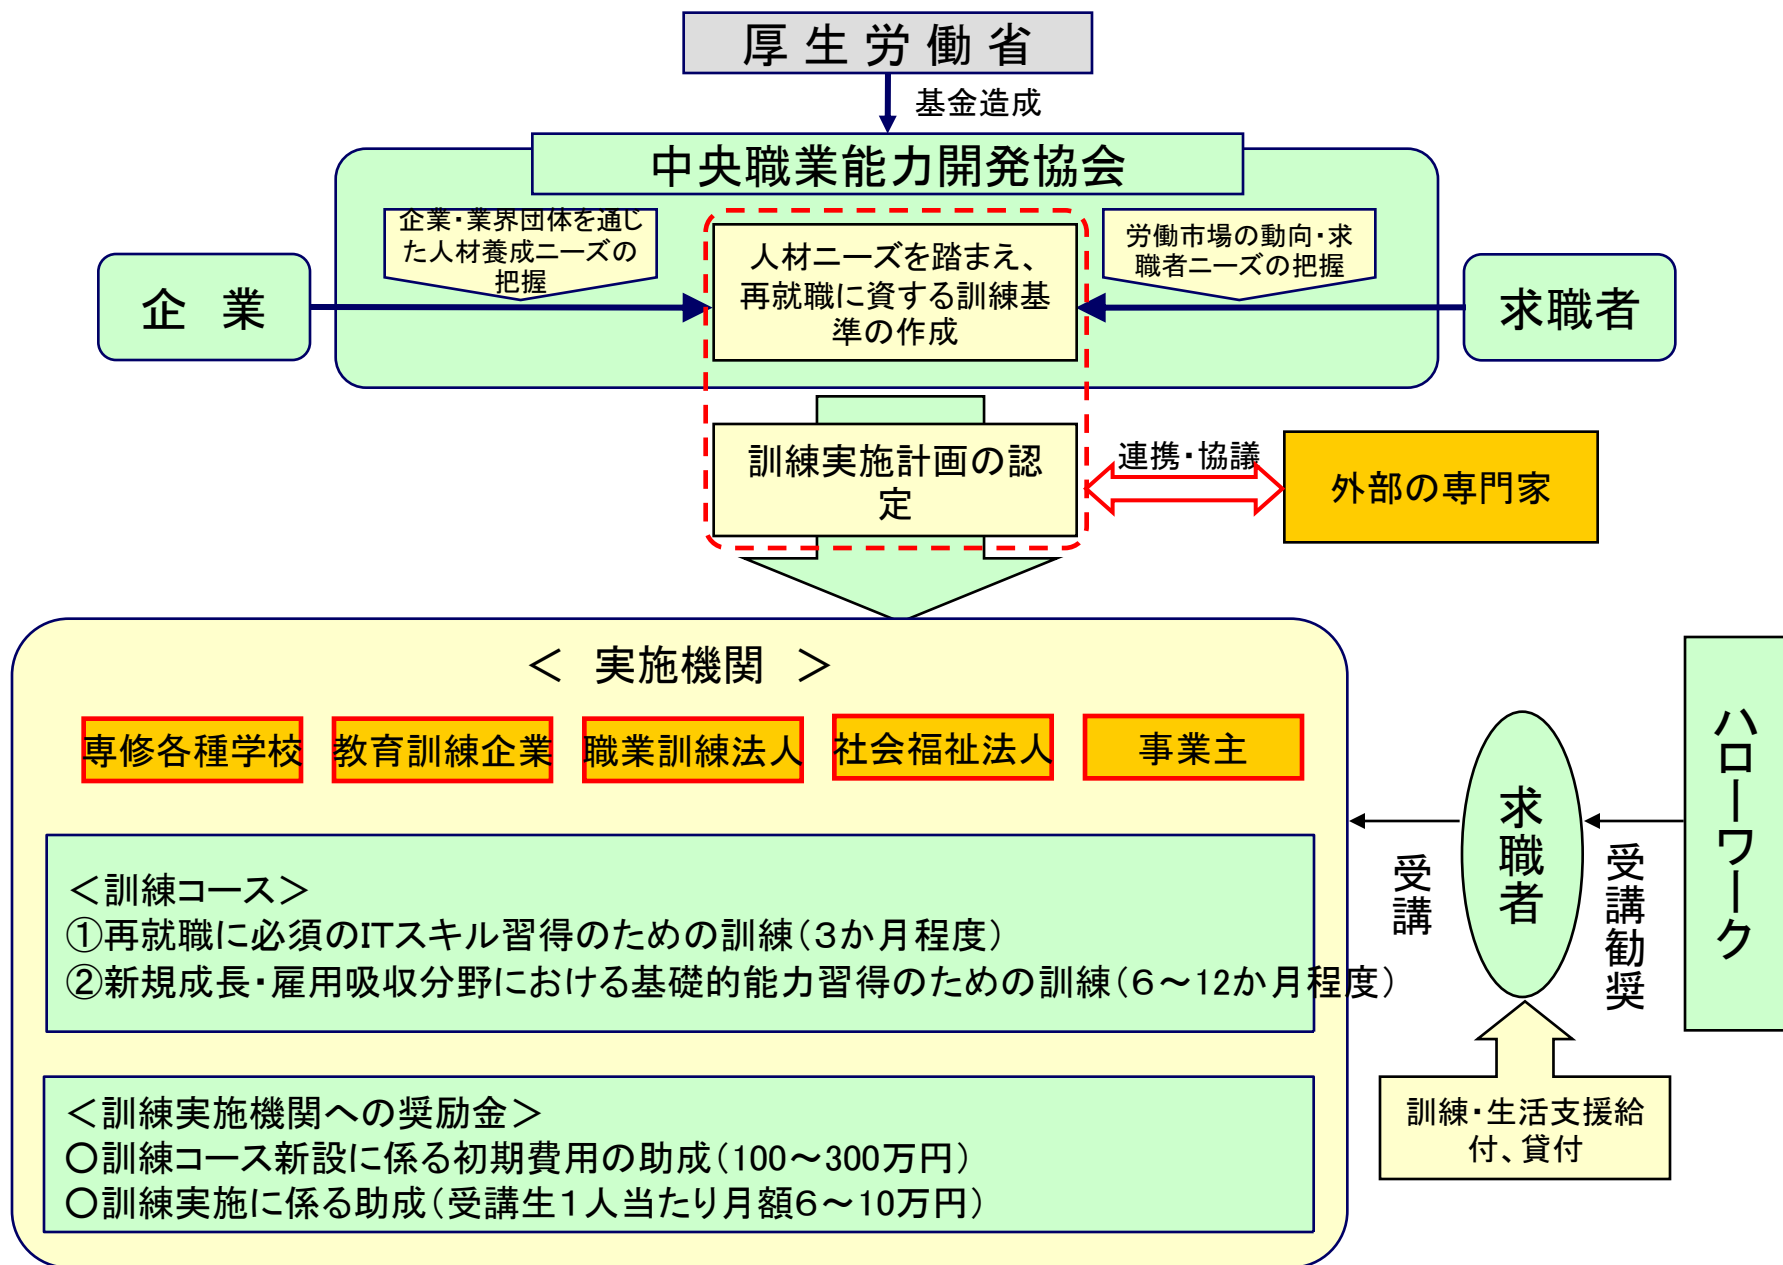 厚生労働省
基金造成
中央職業能力開発協会
企業・業界団体を通じ
た人材養成ニーズの
把握
人材ニーズを踏まえ、
再就職に資する訓練基
準の作成
労働市場の動向・求
職者ニーズの把握
企　業
求職者
訓練実施計画の認
定
連携・協議
外部の専門家
＜　実施機関　＞
専修各種学校
教育訓練企業
職業訓練法人
社会福祉法人
事業主
＜訓練コース＞
①再就職に必須のITスキル習得のための訓練（３か月程度）
②新規成長・雇用吸収分野における基礎的能力習得のための訓練（６～12か月程度）
＜訓練実施機関への奨励金＞
○訓練コース新設に係る初期費用の助成（100～300万円）
○訓練実施に係る助成（受講生１人当たり月額６～10万円）
受講
求職者
受講勧奨
ハローワーク
訓練・生活支援給
付、貸付